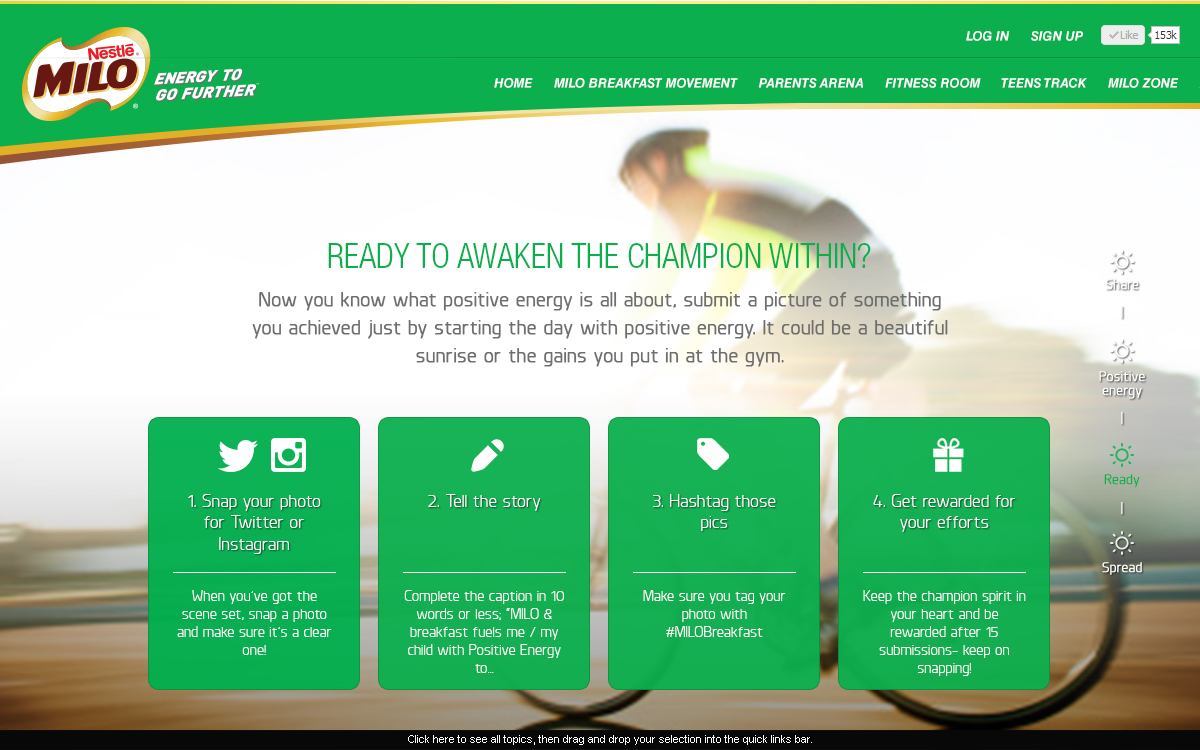 LOG IN SIGN UP Like 153k
Nestlé
MILO
ENERGY TO
GO FURTHER
HOME MILO BREAKFAST MOVEMENT PARENTS ARENA FITNESS ROOM TEENS TRACK MILO ZONE
READY TO AWAKEN THE CHAMPION WITHIN?
Now you know what positive energy is all about, submit a picture of something
you achieved just by starting the day with positive energy. It could be a beautiful
sunrise or the gains you put in at the gym.
Share
Positive
energy
Ready
Spread
1. Snap your photo
for Twitter or
Instagram
When you've got the
scene set, snap a photo
and make sure it's a clear
one!
2. Tell the story
Complete the caption in 10
words or less; "MILO &
breakfast fuels me / my
child with Positive Energy
to...
3. Hashtag those
pics
Make sure you tag your
photo with
#MILOBreakfast
4. Get rewarded for
your efforts
Keep the champion spirit in
your heart and be
rewarded after 15
submissions- keep on
snapping!
Click here to see all topics, then drag and drop your selection into the quick links bar.